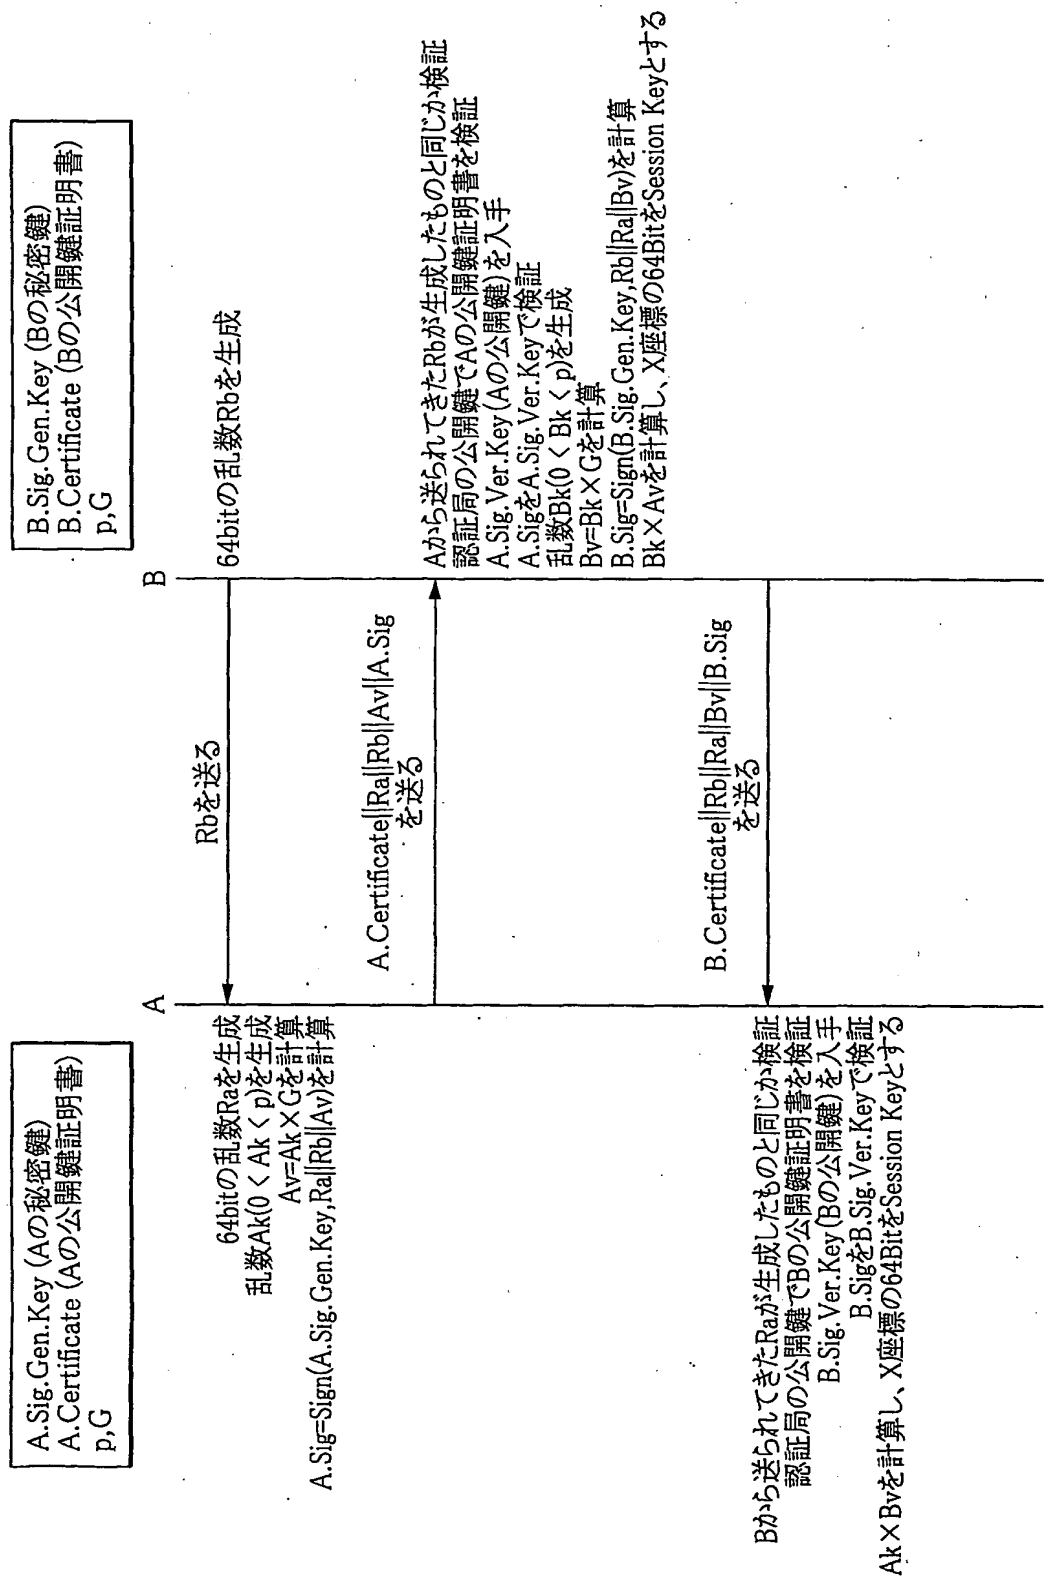 A.Sig.Gen.Key (Aの秘密鍵)
A.Certificate (Aの公開鍵証明書)
p,G
B.Sig.Gen.Key (Bの秘密鍵)
B.Certificate (Bの公開鍵証明書)
p,G
A
B
Rbを送る
64bitの乱数Rbを生成
64bitの乱数Raを生成
乱数Ak(0 < Ak < p)を生成
Av=Ak×Gを計算
A.Sig=Sign(A.Sig.Gen.Key,Ra||Rb||Av)を計算
A.Certificate||Ra||Rb||Av||A.Sig
を送る
Aから送られてきたRbが生成したものと同じか検証
認証局の公開鍵でAの公開鍵証明書を検証
A.Sig.Ver.Key(Aの公開鍵)を入手
A.SigをA.Sig.Ver.Keyで検証
乱数Bk(0 < Bk < p)を生成
Bv=Bk×Gを計算
B.Sig=Sign(B.Sig.Gen.Key,Rb||Ra||Bv)を計算
Bk×Avを計算し、X座標の64BitをSession Keyとする
B.Certificate||Rb||Ra||Bv||B.Sig
を送る
Bから送られてきたRaが生成したものと同じか検証
認証局の公開鍵でBの公開鍵証明書を検証
B.Sig.Ver.Key(Bの公開鍵)を入手
B.SigをB.Sig.Ver.Keyで検証
Ak×Bvを計算し、X座標の64BitをSession Keyとする